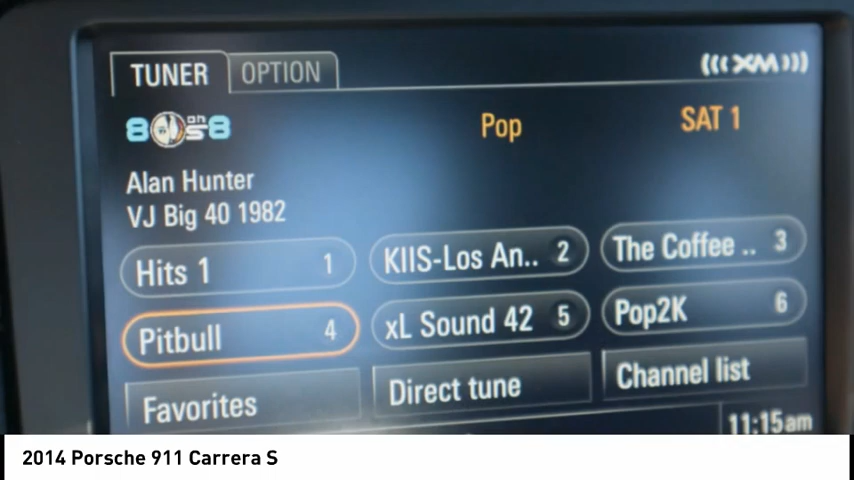 TUNER OPTION XM
80s on 8 Pop SAT 1
Alan Hunter
VJ Big 40 1982
Hits 1 1 KIIS-Los An.. 2 The Coffee .. 3
Pitbull 4 xL Sound 42 5 Pop2K 6
Favorites Direct tune Channel list
11:15am
2014 Porsche 911 Carrera S